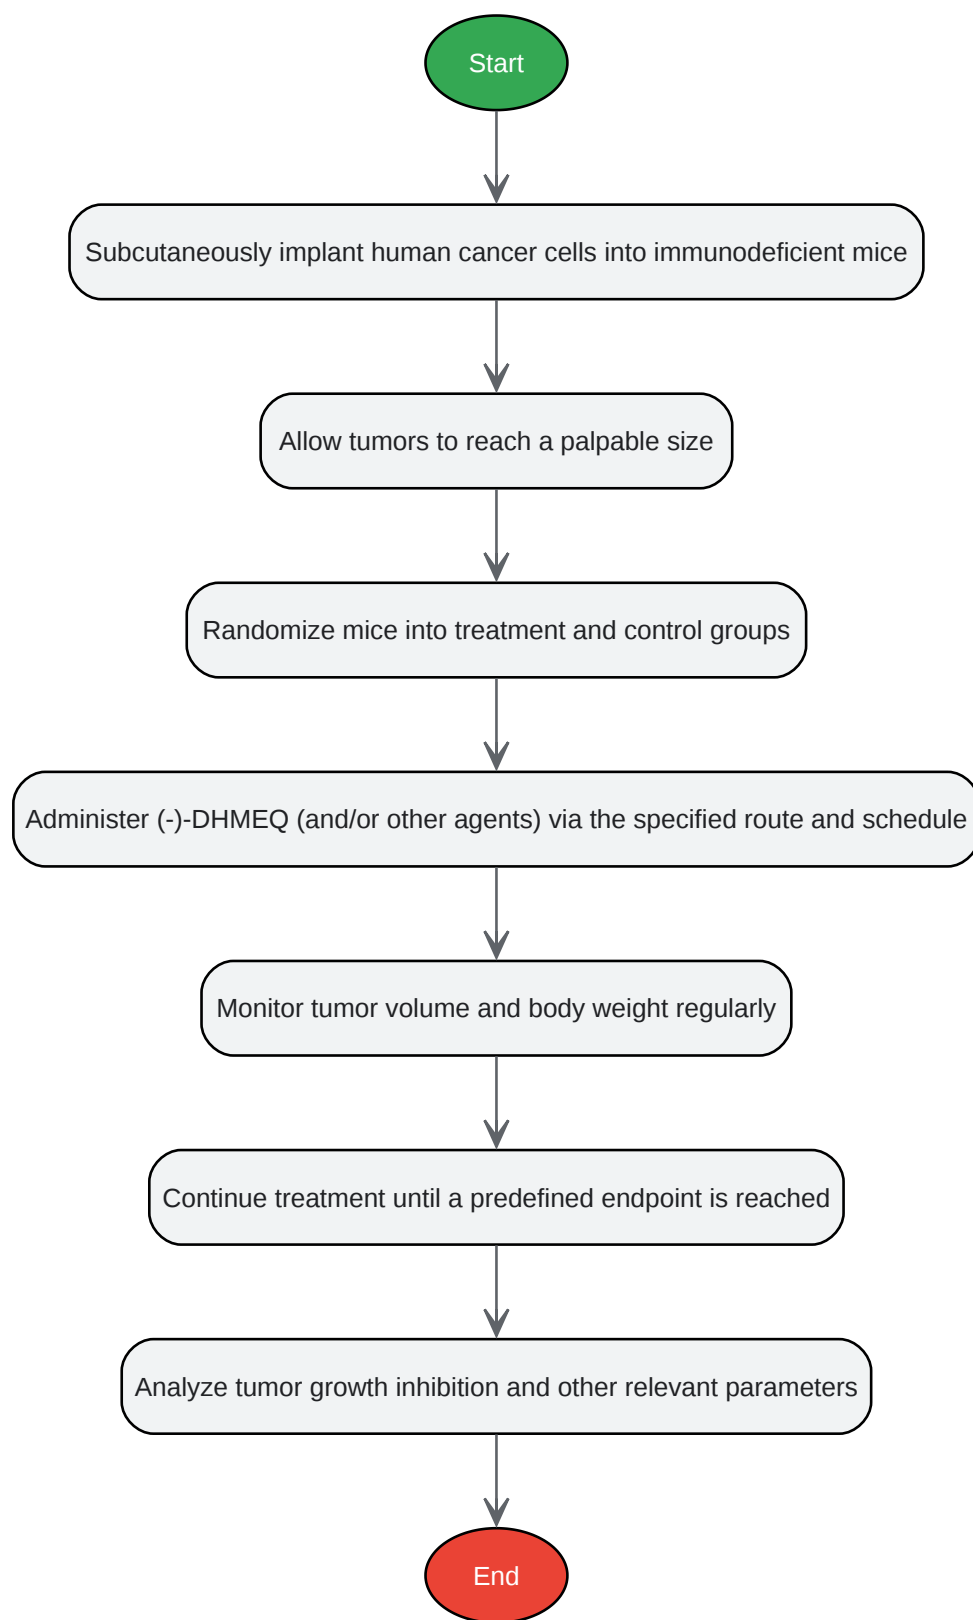 Start
Subcutaneously implant human cancer cells into immunodeficient mice
Allow tumors to reach a palpable size
Randomize mice into treatment and control groups
Administer (-)-DHMEQ (and/or other agents) via the specified route and schedule
Monitor tumor volume and body weight regularly
Continue treatment until a predefined endpoint is reached
Analyze tumor growth inhibition and other relevant parameters
End